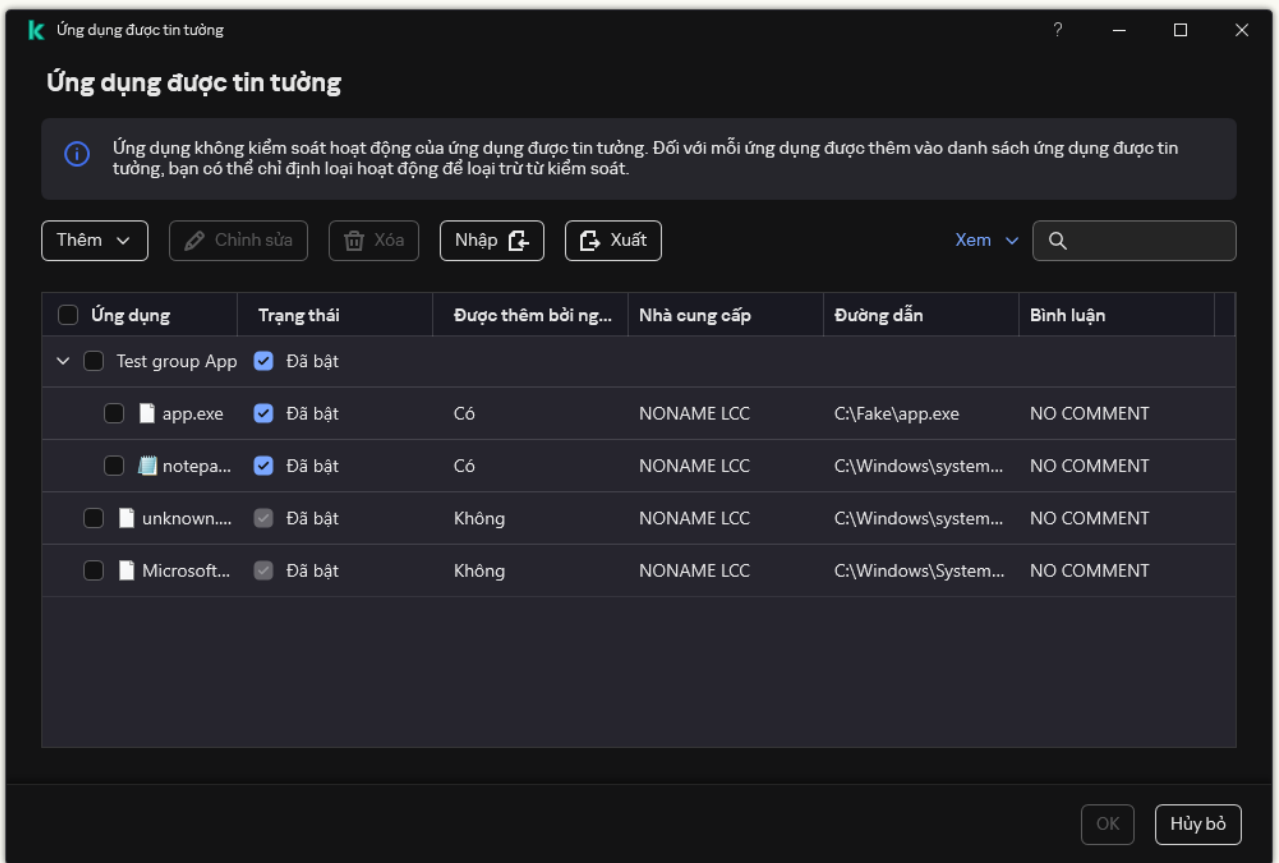 Ứng dụng được tin tưởng
Ứng dụng được tin tưởng
Ứng dụng không kiểm soát hoạt động của ứng dụng được tin tưởng. Đối với mỗi ứng dụng được thêm vào danh sách ứng dụng được tin
tưởng, bạn có thể chỉ định loại hoạt động để loại trừ từ kiểm soát.
Thêm Chỉnh sửa Xóa Nhập Xuất Xem
Ứng dụng Trạng thái Được thêm bởi ng... Nhà cung cấp Đường dẫn Bình luận
Test group App Đã bật
app.exe Đã bật Có NONAME LCC C:\Fake\app.exe NO COMMENT
notepa... Đã bật Có NONAME LCC C:\Windows\system... NO COMMENT
unknown.... Đã bật Không NONAME LCC C:\Windows\system... NO COMMENT
Microsoft... Đã bật Không NONAME LCC C:\Windows\System... NO COMMENT
OK Hủy bỏ